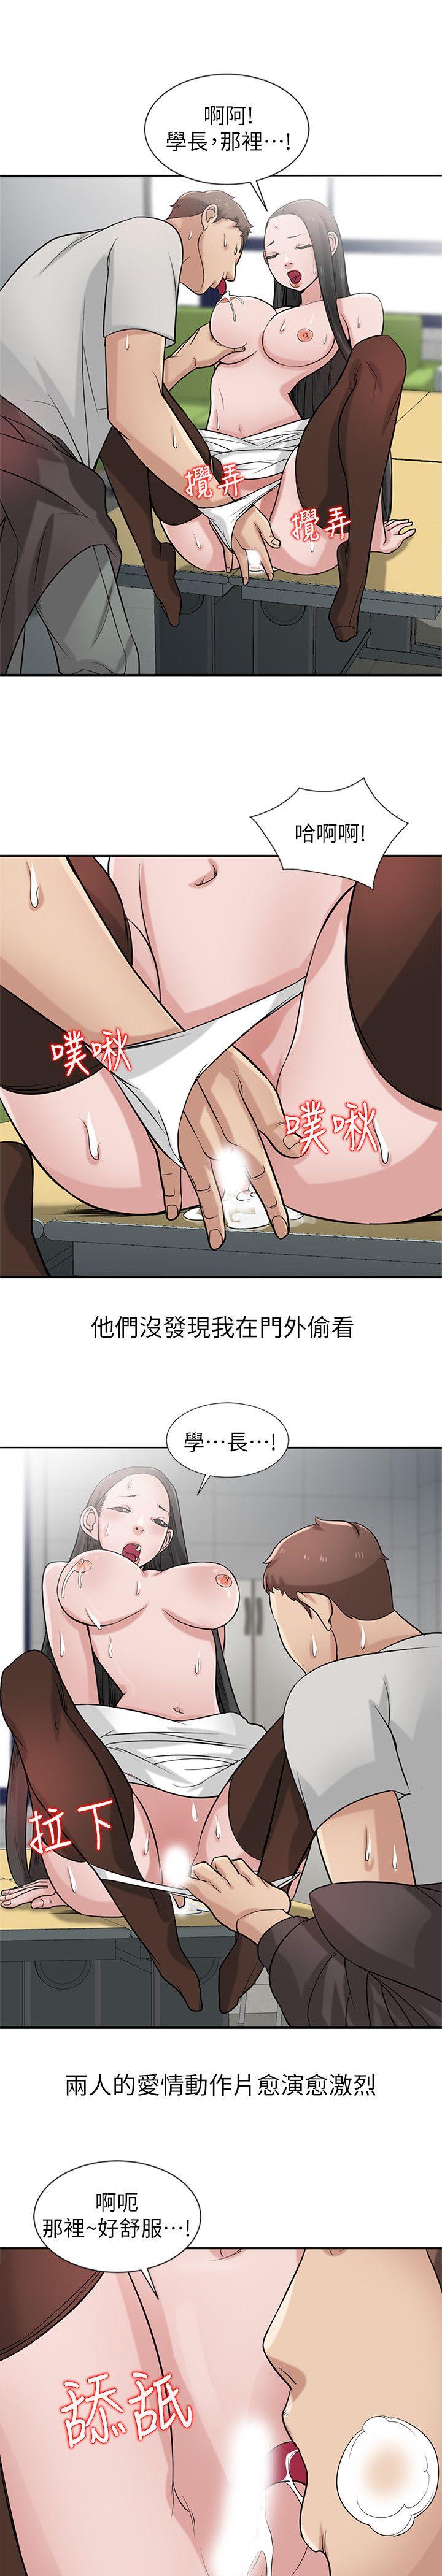 啊阿!
學長,那裡…!
攪弄
攪弄
哈啊啊!
噗啾
噗啾
他們沒發現我在門外偷看
學…長…!
拉下
兩人的愛情動作片愈演愈激烈
啊呃
那裡~好舒服…!
舔舐